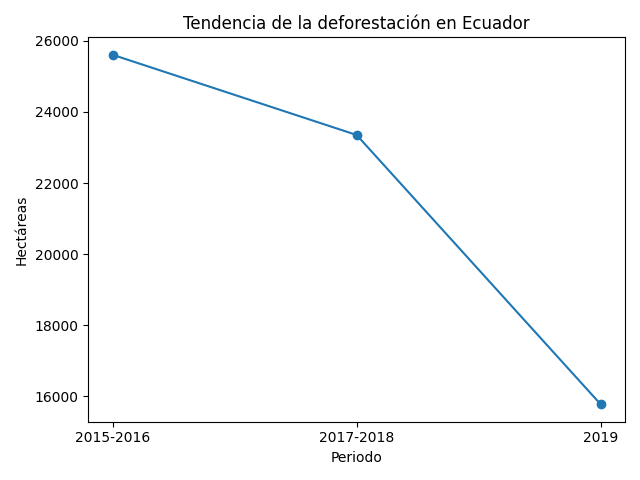 Tendencia de la deforestación en Ecuador
26000
24000
22000
20000
18000
16000
Hectáreas
2015-2016 2017-2018 2019
Periodo